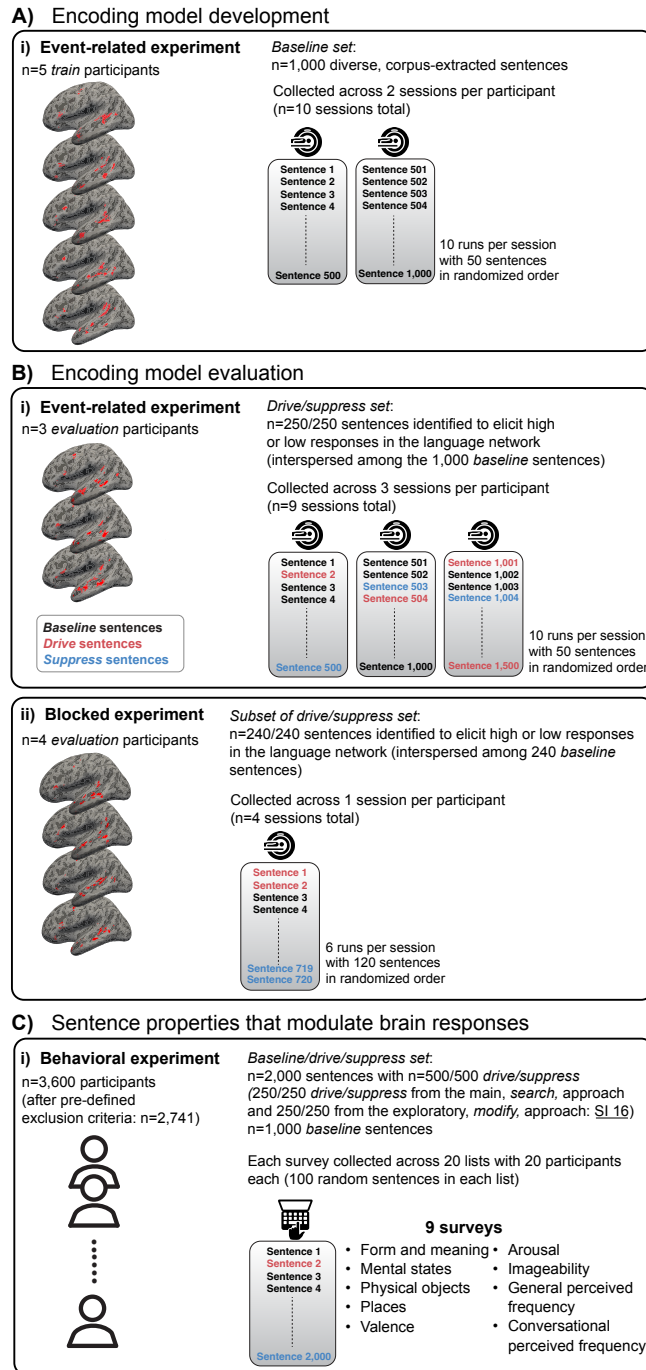 A) Encoding model development
i) Event-related experiment
n=5 train participants
Baseline set:
n=1,000 diverse, corpus-extracted sentences
Collected across 2 sessions per participant
(n=10 sessions total)
Sentence 1
Sentence 2
Sentence 3
Sentence 4
Sentence 500
Sentence 501
Sentence 502
Sentence 503
Sentence 504
Sentence 1,000
10 runs per session
with 50 sentences
in randomized order
B) Encoding model evaluation
i) Event-related experiment
n=3 evaluation participants
Baseline sentences
Drive sentences
Suppress sentences
Drive/suppress set:
n=250/250 sentences identified to elicit high
or low responses in the language network
(interspersed among the 1,000 baseline sentences)
Collected across 3 sessions per participant
(n=9 sessions total)
Sentence 1
Sentence 2
Sentence 3
Sentence 4
Sentence 500
Sentence 501
Sentence 502
Sentence 503
Sentence 504
Sentence 1,000
Sentence 1,001
Sentence 1,002
Sentence 1,003
Sentence 1,004
Sentence 1,500
10 runs per session
with 50 sentences
in randomized order
ii) Blocked experiment
n=4 evaluation participants
Subset of drive/suppress set:
n=240/240 sentences identified to elicit high or low responses
in the language network (interspersed among 240 baseline
sentences)
Collected across 1 session per participant
(n=4 sessions total)
Sentence 1
Sentence 2
Sentence 3
Sentence 4
Sentence 719
Sentence 720
6 runs per session
with 120 sentences
in randomized order
C) Sentence properties that modulate brain responses
i) Behavioral experiment
n=3,600 participants
(after pre-defined
exclusion criteria: n=2,741)
Baseline/drive/suppress set:
n=2,000 sentences with n=500/500 drive/suppress
(250/250 drive/suppress from the main, search, approach
and 250/250 from the exploratory, modify, approach: SI 16)
n=1,000 baseline sentences
Each survey collected across 20 lists with 20 participants
each (100 random sentences in each list)
Sentence 1
Sentence 2
Sentence 3
Sentence 4
Sentence 2,000
9 surveys
• Form and meaning
• Mental states
• Physical objects
• Places
• Valence
• Arousal
• Imageability
• General perceived
frequency
• Conversational
perceived frequency